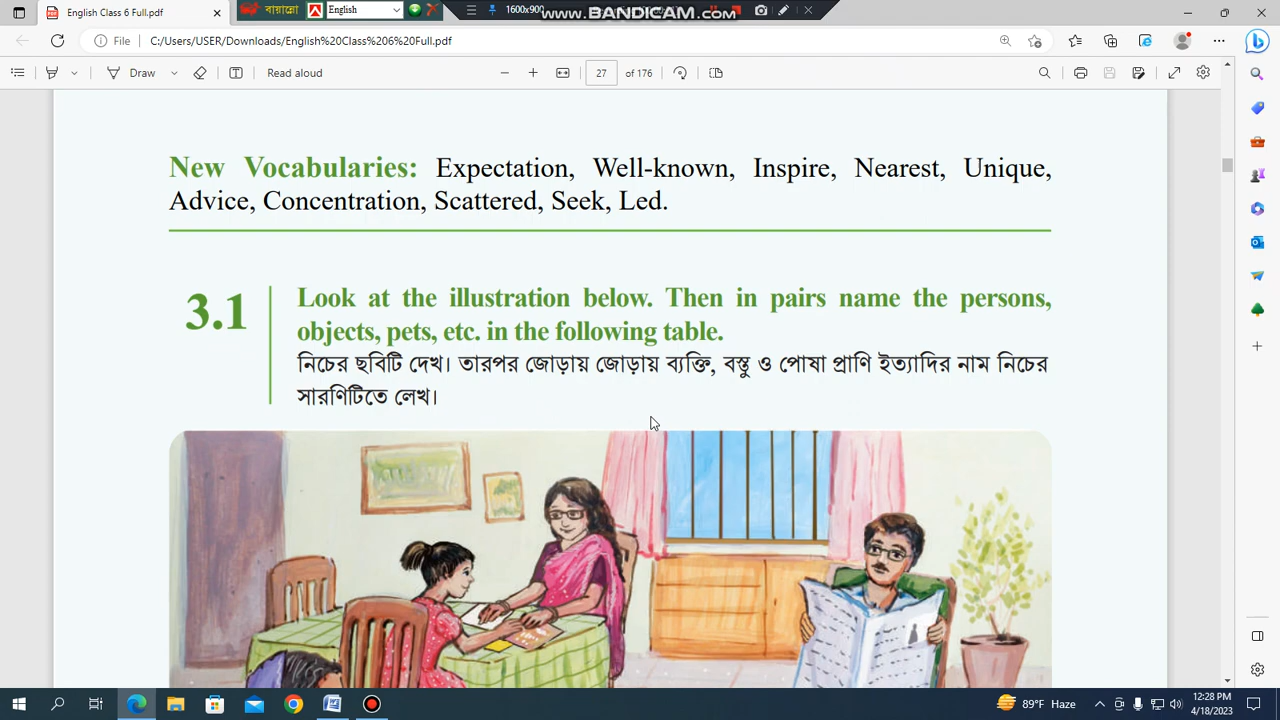 English Class 6 Full.pdf
বায়ান্নো
English
1600x900
www.BANDICAM.com
File
C:/Users/USER/Downloads/English%20Class%206%20Full.pdf
Draw
Read aloud
27
of 176
New Vocabularies: Expectation, Well-known, Inspire, Nearest, Unique,
Advice, Concentration, Scattered, Seek, Led.
3.1
Look at the illustration below. Then in pairs name the persons,
objects, pets, etc. in the following table.
নিচের ছবিটি দেখ। তারপর জোড়ায় জোড়ায় ব্যক্তি, বস্তু ও পোষা প্রাণি ইত্যাদির নাম নিচের
সারণিটিতে লেখ।
89°F Haze
12:28 PM
4/18/2023